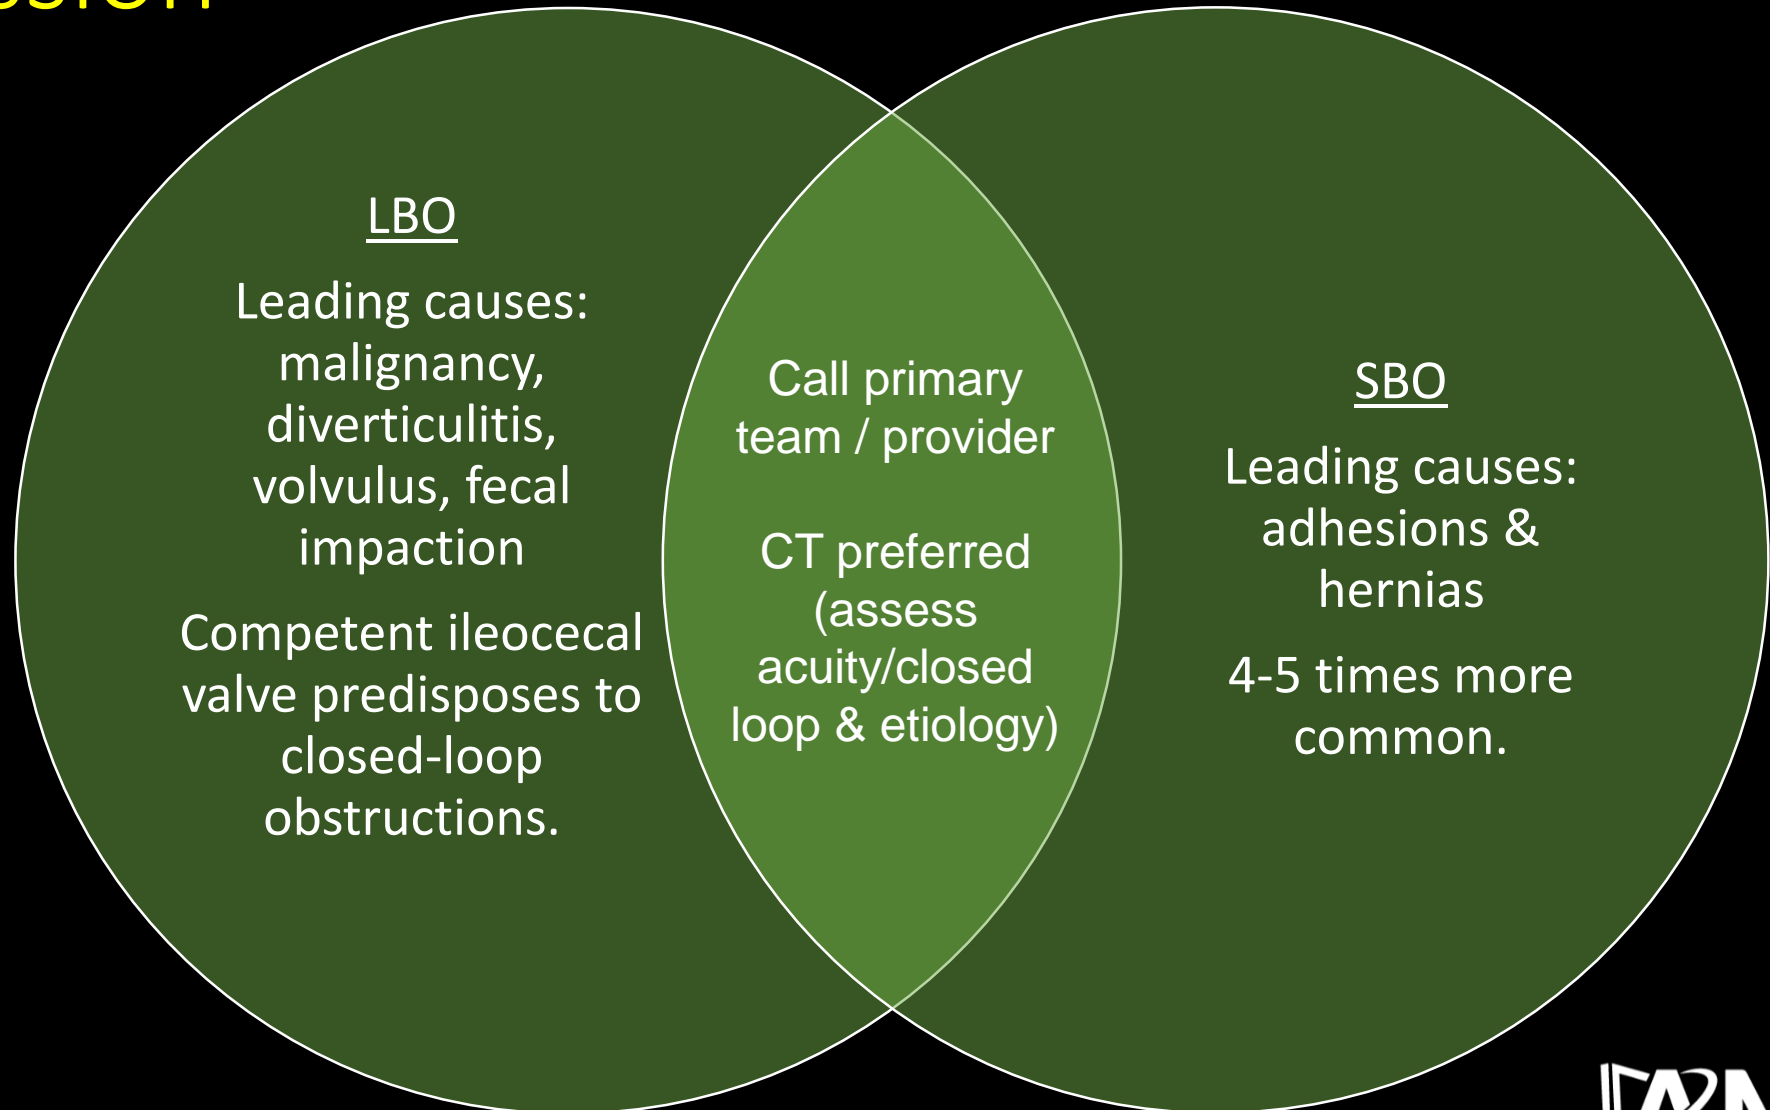 LBO
Leading causes:
malignancy,
diverticulitis,
volvulus, fecal
impaction
Competent ileocecal
valve predisposes to
closed-loop
obstructions.
Call primary
team / provider
CT preferred
(assess
acuity/closed
loop & etiology)
SBO
Leading causes:
adhesions &
hernias
4-5 times more
common.